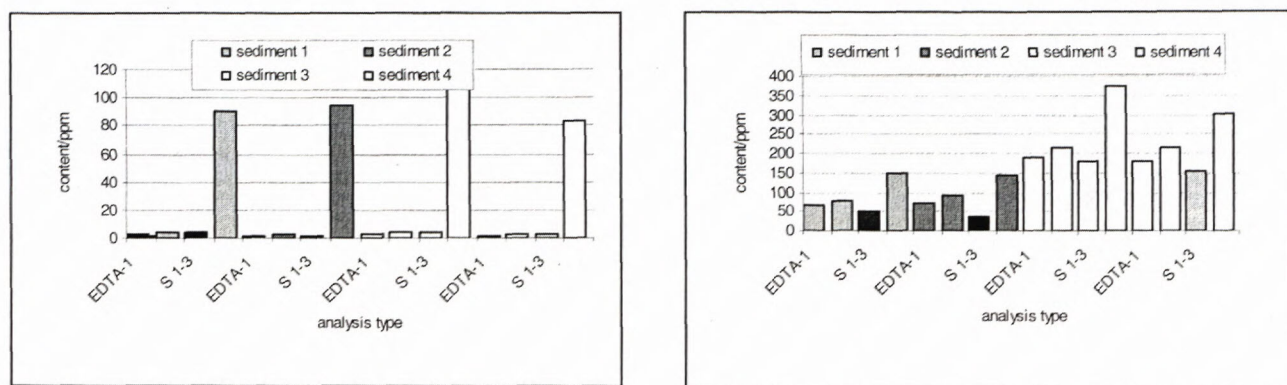 sediment 1 sediment 2
sediment 3 sediment 4
120
100
80
60
40
20
0
content/ppm
EDTA-1 S 1-3 EDTA-1 S 1-3 EDTA-1 S 1-3 EDTA-1 S 1-3
analysis type
sediment 1 sediment 2 sediment 3 sediment 4
400
350
300
250
200
150
100
50
0
content/ppm
EDTA-1 S 1-3 EDTA-1 S 1-3 EDTA-1 S 1-3 EDTA-1 S 1-3
analysis type